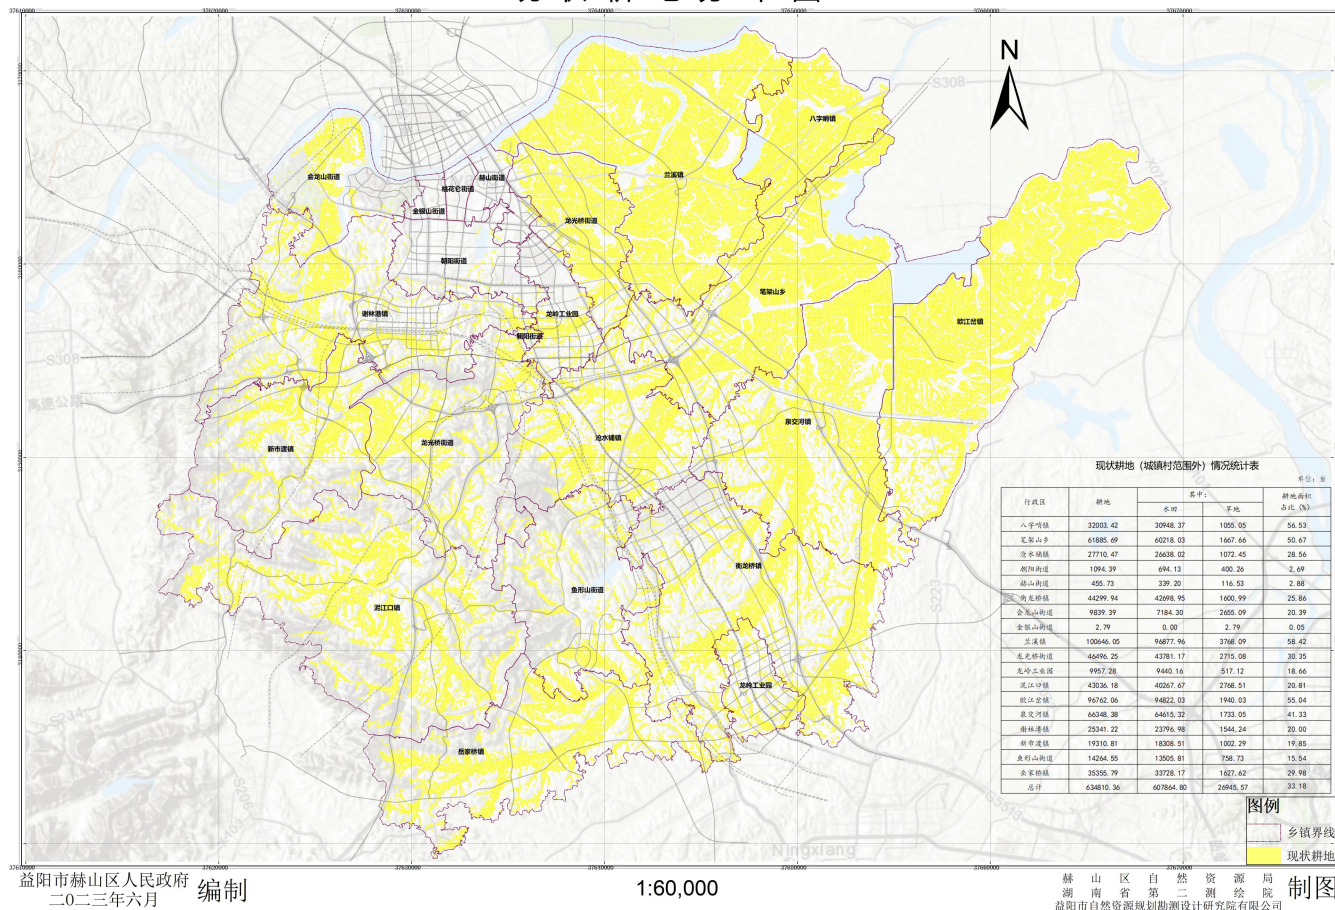 N
S308
八字哨镇
会龙山街道
赫山街道
桃花仑街道
兰溪镇
金银山街道
龙光桥街道
朝阳街道
笔架山乡
谢林港镇
龙岭工业园
欧江岔镇
朝阳街道
S308
泉交河镇
沧水铺镇
龙光桥街道
新市渡镇
衡龙桥镇
鱼形山街道
泥江口镇
龙岭工业园
岳家桥镇
Ningxiang
现状耕地（城镇村范围外）情况统计表
单位：亩
行政区 耕地 其中： 耕地面积占比（%）
水田 旱地
八字哨镇 32003.42 30948.37 1055.05 56.53
笔架山乡 61885.69 60218.03 1667.66 50.67
沧水铺镇 27710.47 26638.02 1072.45 28.56
朝阳街道 1094.39 694.13 400.26 2.69
赫山街道 455.73 339.20 116.53 2.88
衡龙桥镇 44299.94 42698.95 1600.99 25.86
会龙山街道 9839.39 7184.30 2655.09 20.39
金银山街道 2.79 0.00 2.79 0.05
兰溪镇 100646.05 96877.96 3768.09 58.42
龙光桥街道 46496.25 43781.17 2715.08 30.35
龙岭工业园 9957.28 9440.16 517.12 18.66
泥江口镇 43036.18 40267.67 2768.51 20.81
欧江岔镇 96762.06 94822.03 1940.03 55.04
泉交河镇 66348.38 64615.32 1733.05 41.33
谢林港镇 25341.22 23796.98 1544.24 20.00
新市渡镇 19310.81 18308.51 1002.29 19.85
鱼形山街道 14264.55 13505.81 758.73 15.54
岳家桥镇 35355.79 33728.17 1627.62 29.98
总计 634810.36 607864.80 26945.57 33.18
图例
乡镇界线
现状耕地
益阳市赫山区人民政府
二〇二三年六月
编制
1:60,000
赫山区自然资源局
湖南省第二测绘院
益阳市自然资源规划勘测设计研究院有限公司
制图